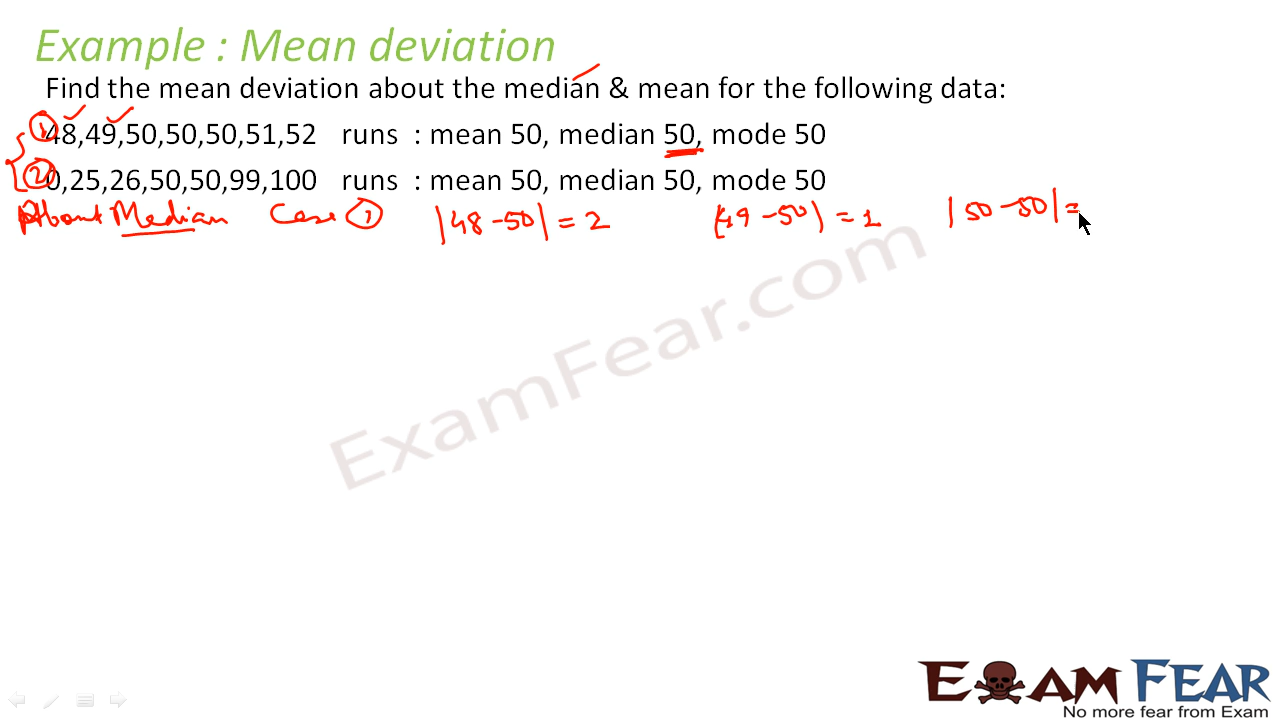 Example : Mean deviation
Find the mean deviation about the median & mean for the following data:
① 48,49,50,50,50,51,52 runs : mean 50, median 50, mode 50
② 0,25,26,50,50,99,100 runs : mean 50, median 50, mode 50
About Median Case ① |48-50| = 2 |49-50| = 1 |50-50| =
ExamFear.com
EXAM FEAR
No more fear from Exam